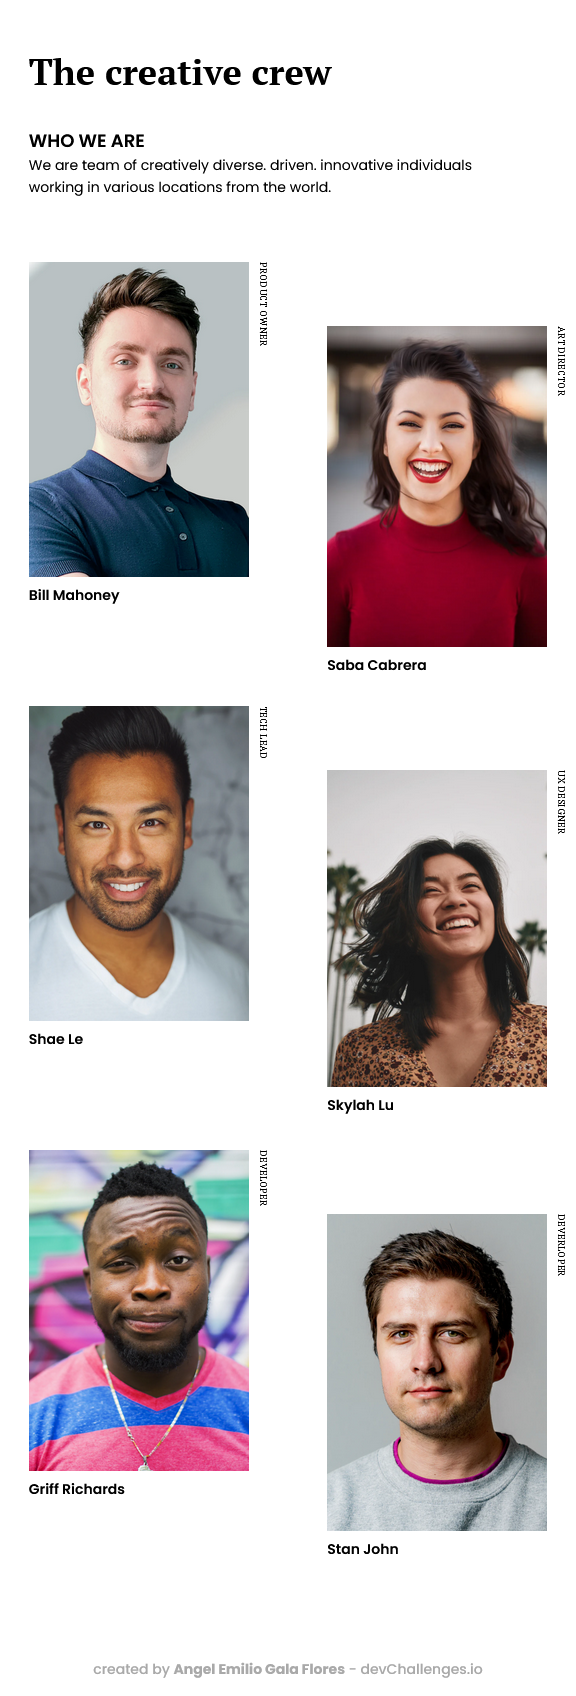 The creative crew
WHO WE ARE
We are team of creatively diverse. driven. innovative individuals
working in various locations from the world.
PRODUCT OWNER
Bill Mahoney
ART DIRECTOR
Saba Cabrera
TECH LEAD
Shae Le
UX DESIGNER
Skylah Lu
DEVELOPER
Griff Richards
DEVERLOPER
Stan John
created by Angel Emilio Gala Flores - devChallenges.io